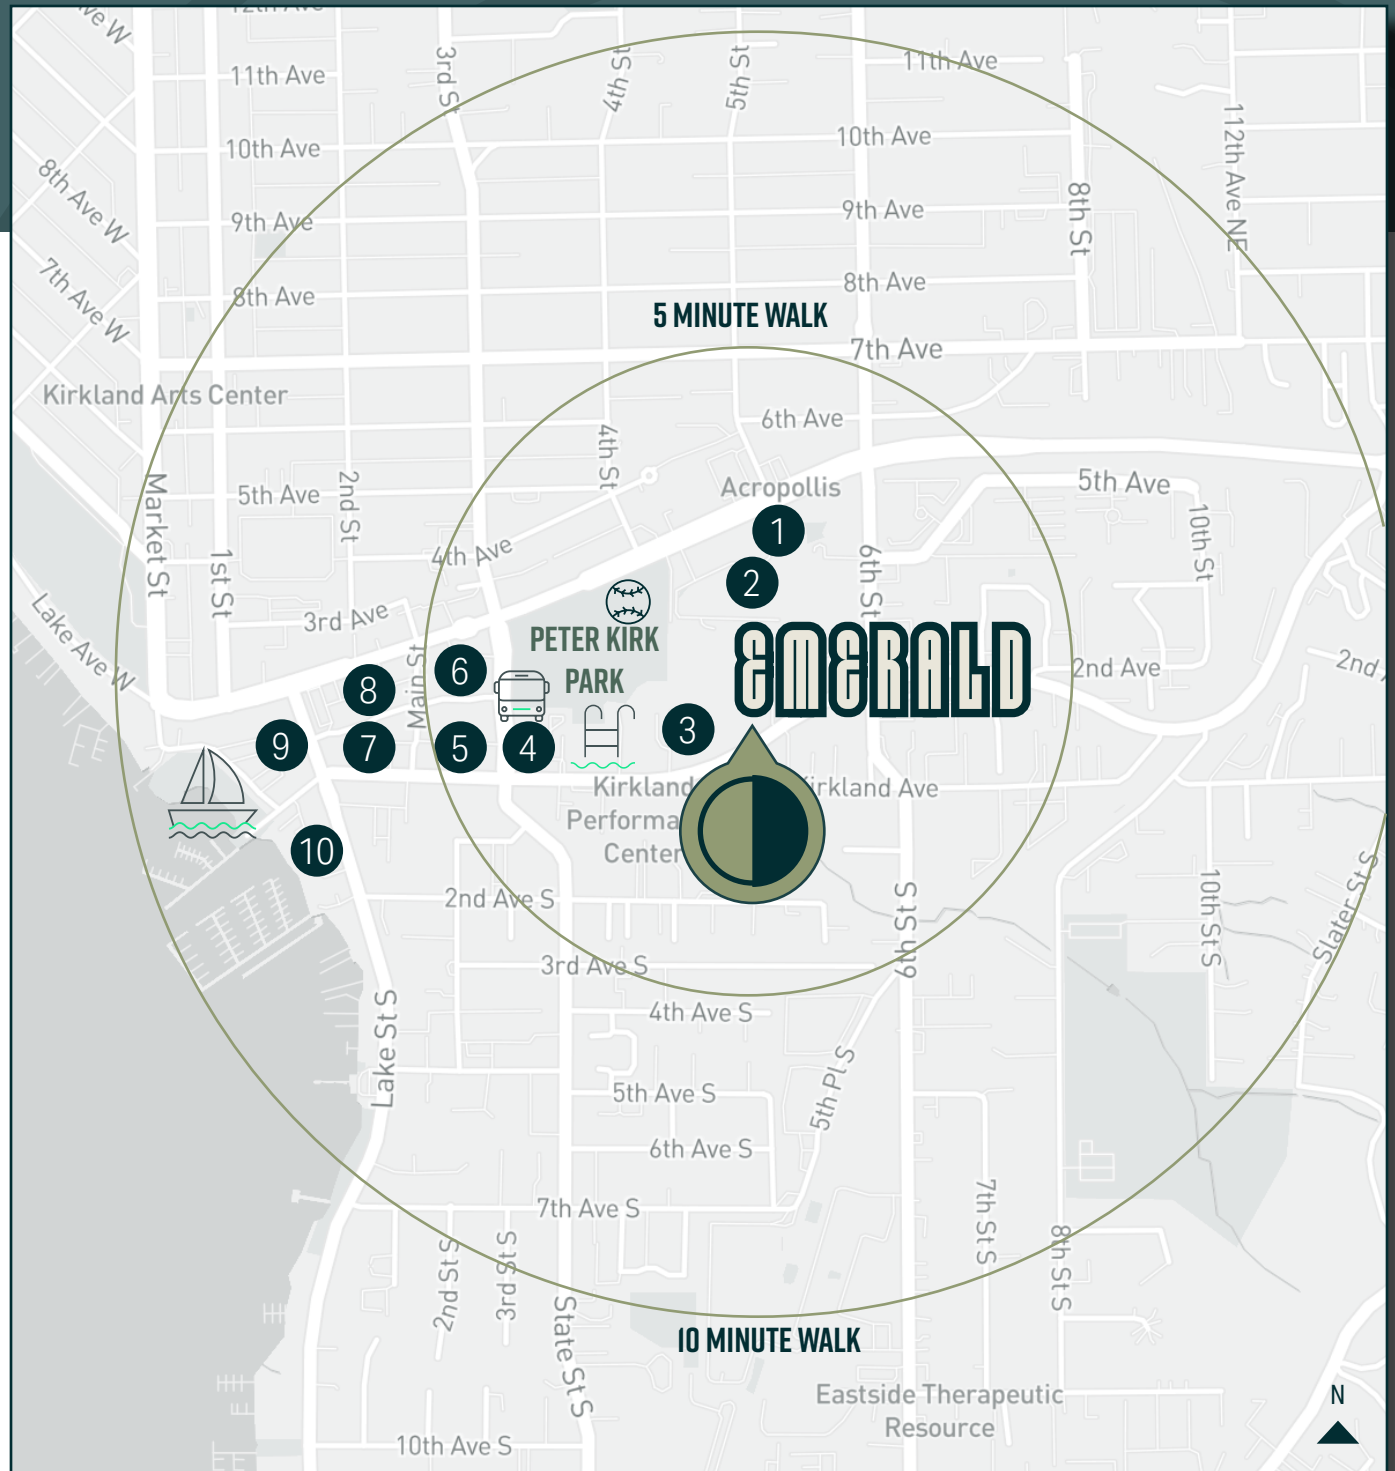 12th Ave
ve W
11th Ave
3rd St
4th St
5th St
11th Ave
10th Ave
10th Ave
112th Ave NE
8th Ave W
9th Ave
9th Ave
8th St
7th Ave W
8th Ave
8th Ave
5 MINUTE WALK
7th Ave
Kirkland Arts Center
6th Ave
4th St
Market St
5th Ave
2nd St
Acropollis
5th Ave
10th St
1
1st St
4th Ave
6th St
2
Lake Ave W
3rd Ave
PETER KIRK
PARK
EMERALD
Main St
6
8
2nd Ave
2nd
3
9
7
5
4
Kirkland
Performa
Center
irkland Ave
10
2nd Ave S
6th St S
10th St S
Slater St S
3rd Ave S
4th Ave S
Lake St S
5th Ave S
5th Pl S
6th Ave S
7th Ave S
7th St S
2nd St S
3rd St S
8th St S
State St S
10 MINUTE WALK
Eastside Therapeutic
Resource
N
10th Ave S